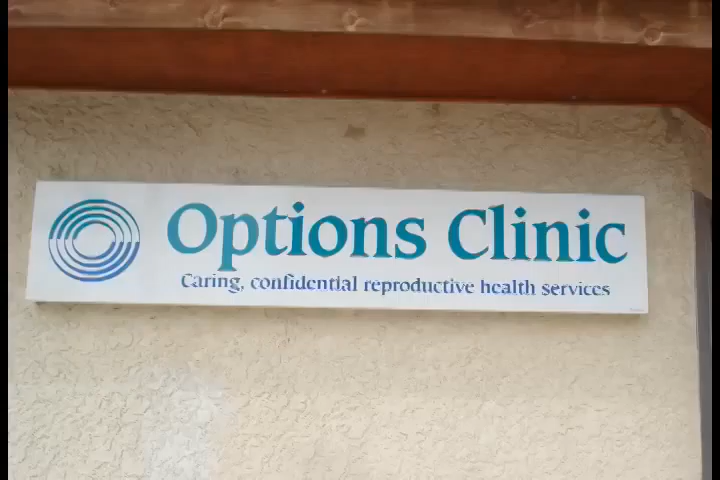 Options Clinic
Caring, confidential reproductive health services